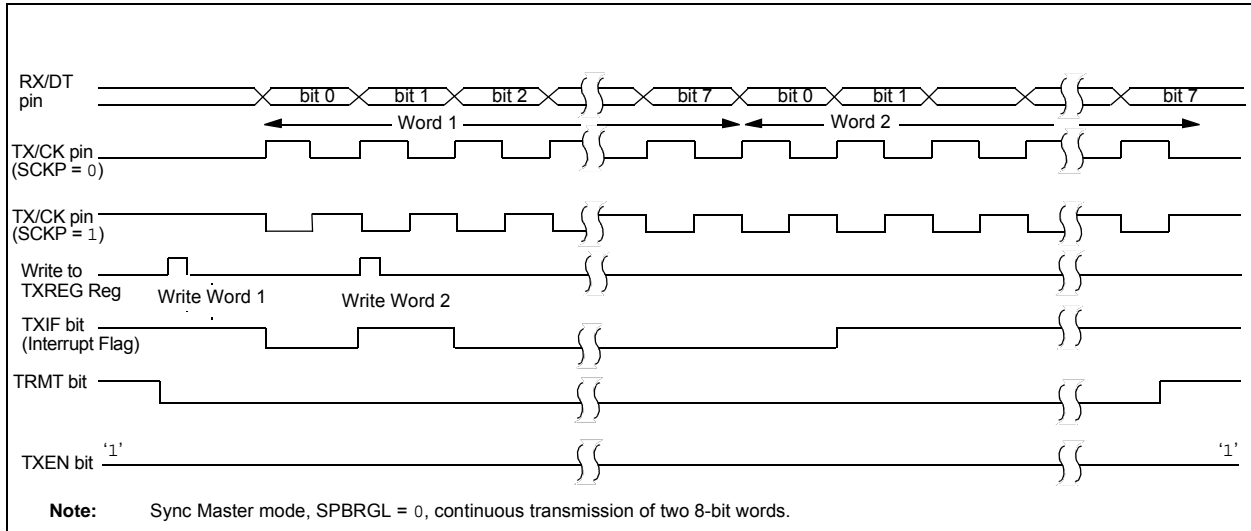 RX/DT
pin
bit 0 bit 1 bit 2 bit 7 bit 0 bit 1 bit 7
Word 1 Word 2
TX/CK pin
(SCKP = 0)
TX/CK pin
(SCKP = 1)
Write to
TXREG Reg
Write Word 1 Write Word 2
TXIF bit
(Interrupt Flag)
TRMT bit
TXEN bit ‘1’ ‘1’
Note: Sync Master mode, SPBRGL = 0, continuous transmission of two 8-bit words.